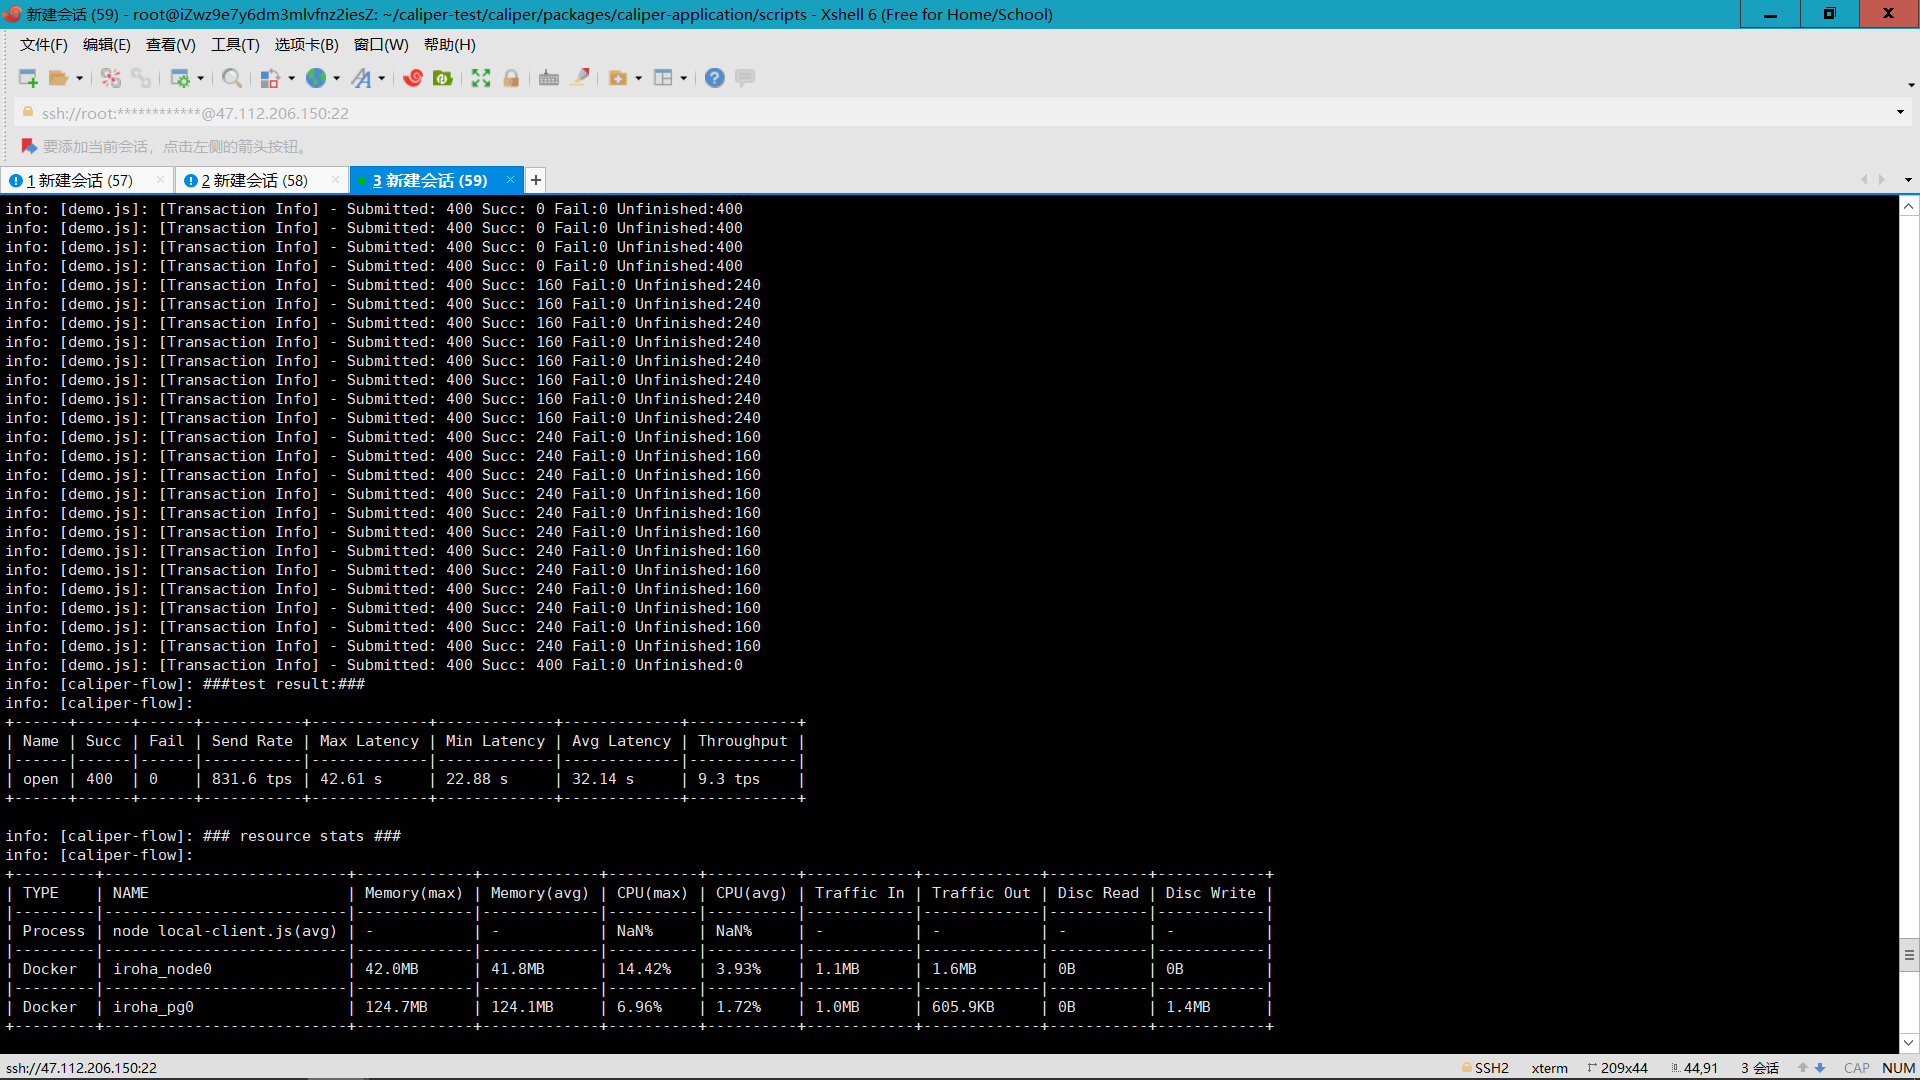 新建会话 (59) - root@iZwz9e7y6dm3mlvfnz2iesZ: ~/caliper-test/caliper/packages/caliper-application/scripts - Xshell 6 (Free for Home/School)
文件(F) 编辑(E) 查看(V) 工具(T) 选项卡(B) 窗口(W) 帮助(H)
ssh://root:************@47.112.206.150:22
要添加当前会话，点击左侧的箭头按钮。
1 新建会话 (57) 2 新建会话 (58) 3 新建会话 (59)
info: [demo.js]: [Transaction Info] - Submitted: 400 Succ: 0 Fail:0 Unfinished:400
info: [demo.js]: [Transaction Info] - Submitted: 400 Succ: 0 Fail:0 Unfinished:400
info: [demo.js]: [Transaction Info] - Submitted: 400 Succ: 0 Fail:0 Unfinished:400
info: [demo.js]: [Transaction Info] - Submitted: 400 Succ: 0 Fail:0 Unfinished:400
info: [demo.js]: [Transaction Info] - Submitted: 400 Succ: 160 Fail:0 Unfinished:240
info: [demo.js]: [Transaction Info] - Submitted: 400 Succ: 160 Fail:0 Unfinished:240
info: [demo.js]: [Transaction Info] - Submitted: 400 Succ: 160 Fail:0 Unfinished:240
info: [demo.js]: [Transaction Info] - Submitted: 400 Succ: 160 Fail:0 Unfinished:240
info: [demo.js]: [Transaction Info] - Submitted: 400 Succ: 160 Fail:0 Unfinished:240
info: [demo.js]: [Transaction Info] - Submitted: 400 Succ: 160 Fail:0 Unfinished:240
info: [demo.js]: [Transaction Info] - Submitted: 400 Succ: 160 Fail:0 Unfinished:240
info: [demo.js]: [Transaction Info] - Submitted: 400 Succ: 160 Fail:0 Unfinished:240
info: [demo.js]: [Transaction Info] - Submitted: 400 Succ: 240 Fail:0 Unfinished:160
info: [demo.js]: [Transaction Info] - Submitted: 400 Succ: 240 Fail:0 Unfinished:160
info: [demo.js]: [Transaction Info] - Submitted: 400 Succ: 240 Fail:0 Unfinished:160
info: [demo.js]: [Transaction Info] - Submitted: 400 Succ: 240 Fail:0 Unfinished:160
info: [demo.js]: [Transaction Info] - Submitted: 400 Succ: 240 Fail:0 Unfinished:160
info: [demo.js]: [Transaction Info] - Submitted: 400 Succ: 240 Fail:0 Unfinished:160
info: [demo.js]: [Transaction Info] - Submitted: 400 Succ: 240 Fail:0 Unfinished:160
info: [demo.js]: [Transaction Info] - Submitted: 400 Succ: 240 Fail:0 Unfinished:160
info: [demo.js]: [Transaction Info] - Submitted: 400 Succ: 240 Fail:0 Unfinished:160
info: [demo.js]: [Transaction Info] - Submitted: 400 Succ: 240 Fail:0 Unfinished:160
info: [demo.js]: [Transaction Info] - Submitted: 400 Succ: 240 Fail:0 Unfinished:160
info: [demo.js]: [Transaction Info] - Submitted: 400 Succ: 240 Fail:0 Unfinished:160
info: [demo.js]: [Transaction Info] - Submitted: 400 Succ: 400 Fail:0 Unfinished:0
info: [caliper-flow]: ###test result:###
info: [caliper-flow]:
| Name | Succ | Fail | Send Rate | Max Latency | Min Latency | Avg Latency | Throughput |
| open | 400 | 0 | 831.6 tps | 42.61 s | 22.88 s | 32.14 s | 9.3 tps |
info: [caliper-flow]: ### resource stats ###
info: [caliper-flow]:
| TYPE | NAME | Memory(max) | Memory(avg) | CPU(max) | CPU(avg) | Traffic In | Traffic Out | Disc Read | Disc Write |
| Process | node local-client.js(avg) | - | - | NaN% | NaN% | - | - | - | - |
| Docker | iroha_node0 | 42.0MB | 41.8MB | 14.42% | 3.93% | 1.1MB | 1.6MB | 0B | 0B |
| Docker | iroha_pg0 | 124.7MB | 124.1MB | 6.96% | 1.72% | 1.0MB | 605.9KB | 0B | 1.4MB |
ssh://47.112.206.150:22 SSH2 xterm 209x44 44,91 3 会话 CAP NUM